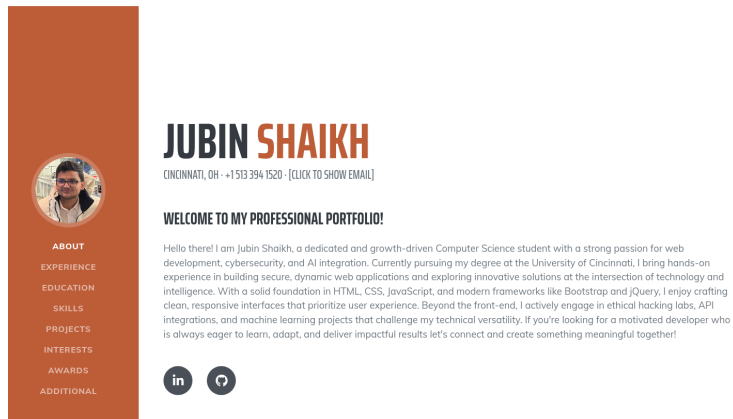 JUBIN SHAIKH
CINCINNATI, OH · +1 513 394 1520 · [CLICK TO SHOW EMAIL]
WELCOME TO MY PROFESSIONAL PORTFOLIO!
Hello there! I am Jubin Shaikh, a dedicated and growth-driven Computer Science student with a strong passion for web
development, cybersecurity, and AI integration. Currently pursuing my degree at the University of Cincinnati, I bring hands-on
experience in building secure, dynamic web applications and exploring innovative solutions at the intersection of technology and
intelligence. With a solid foundation in HTML, CSS, JavaScript, and modern frameworks like Bootstrap and jQuery, I enjoy crafting
clean, responsive interfaces that prioritize user experience. Beyond the front-end, I actively engage in ethical hacking labs, API
integrations, and machine learning projects that challenge my technical versatility. If you're looking for a motivated developer who
is always eager to learn, adapt, and deliver impactful results let's connect and create something meaningful together!
in
ABOUT
EXPERIENCE
EDUCATION
SKILLS
PROJECTS
INTERESTS
AWARDS
ADDITIONAL